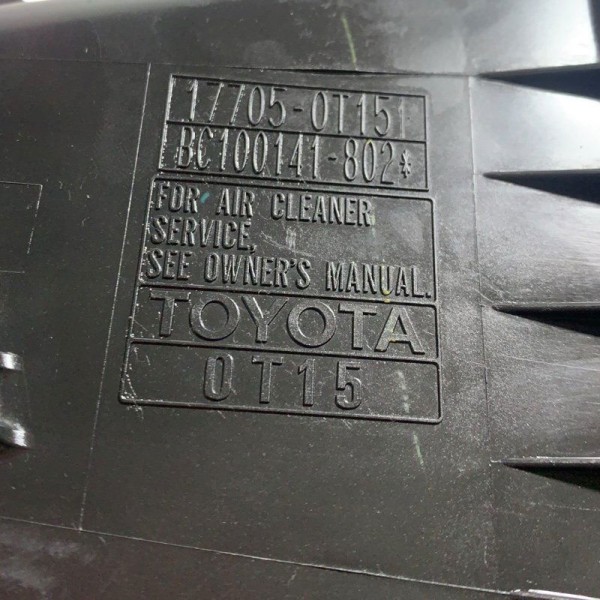 17705-0T151
BC100141-802*
FOR AIR CLEANER
SERVICE,
SEE OWNER'S MANUAL.
TOYOTA
0T15